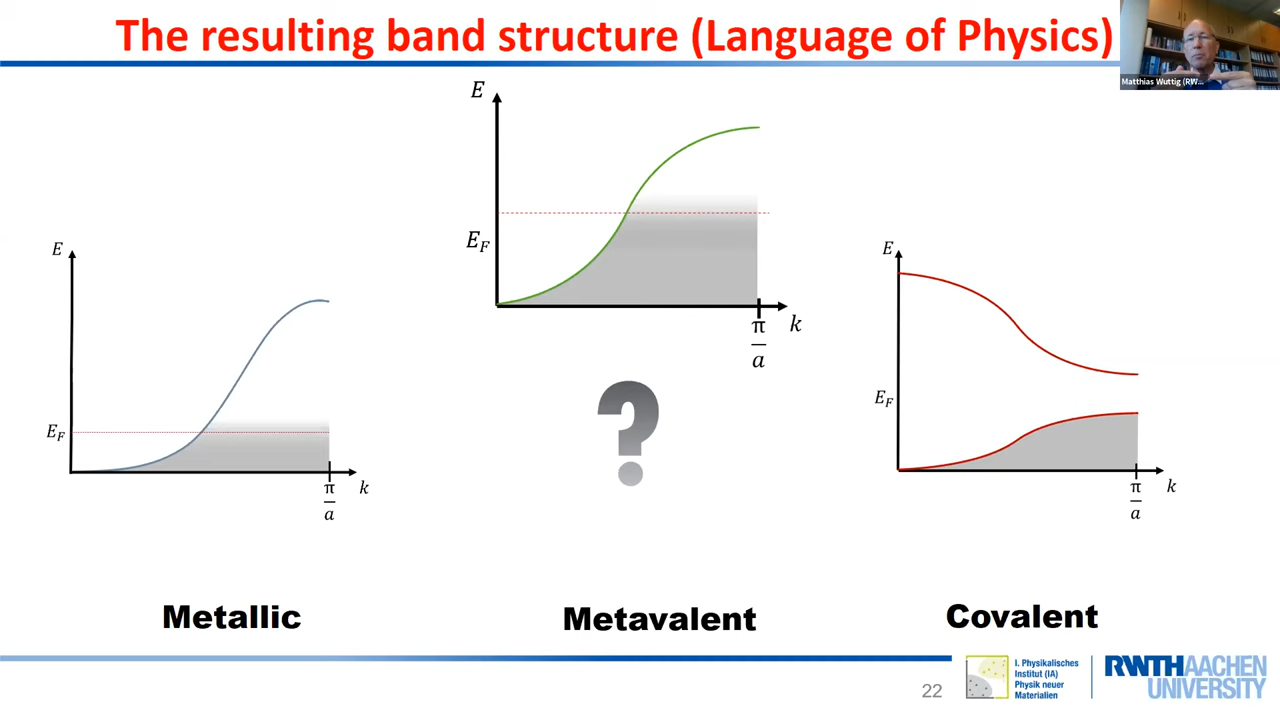 The resulting band structure (Language of Physics)
Matthias Wuttig (RW...
E
E_F
π
a
k
E
E_F
π
a
k
?
E
E_F
π
a
k
Metallic
Metavalent
Covalent
22
I. Physikalisches
Institut (IA)
Physik neuer
Materialien
RWTHAACHEN
UNIVERSITY